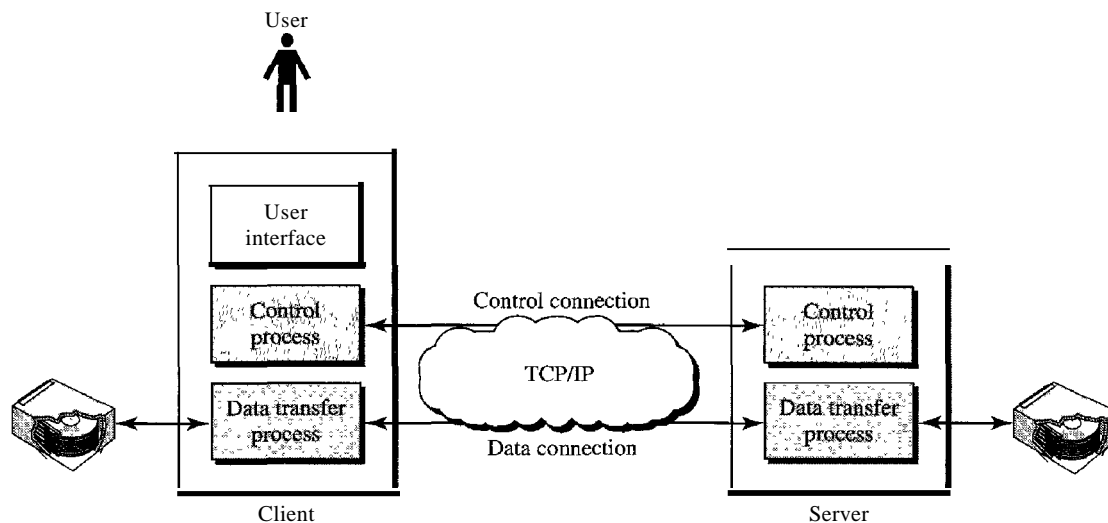 User
User
interface
Control connection
Control
process
Control
process
TCP/IP
Data transfer
process
Data transfer
process
Data connection
Client
Server